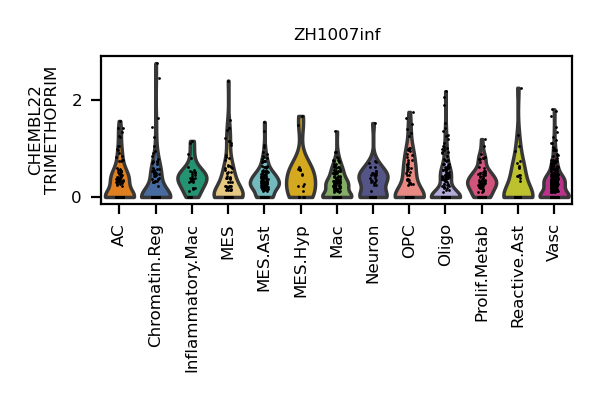 ZH1007inf
CHEMBL22
TRIMETHOPRIM
2
0
AC
Chromatin.Reg
Inflammatory.Mac
MES
MES.Ast
MES.Hyp
Mac
Neuron
OPC
Oligo
Prolif.Metab
Reactive.Ast
Vasc